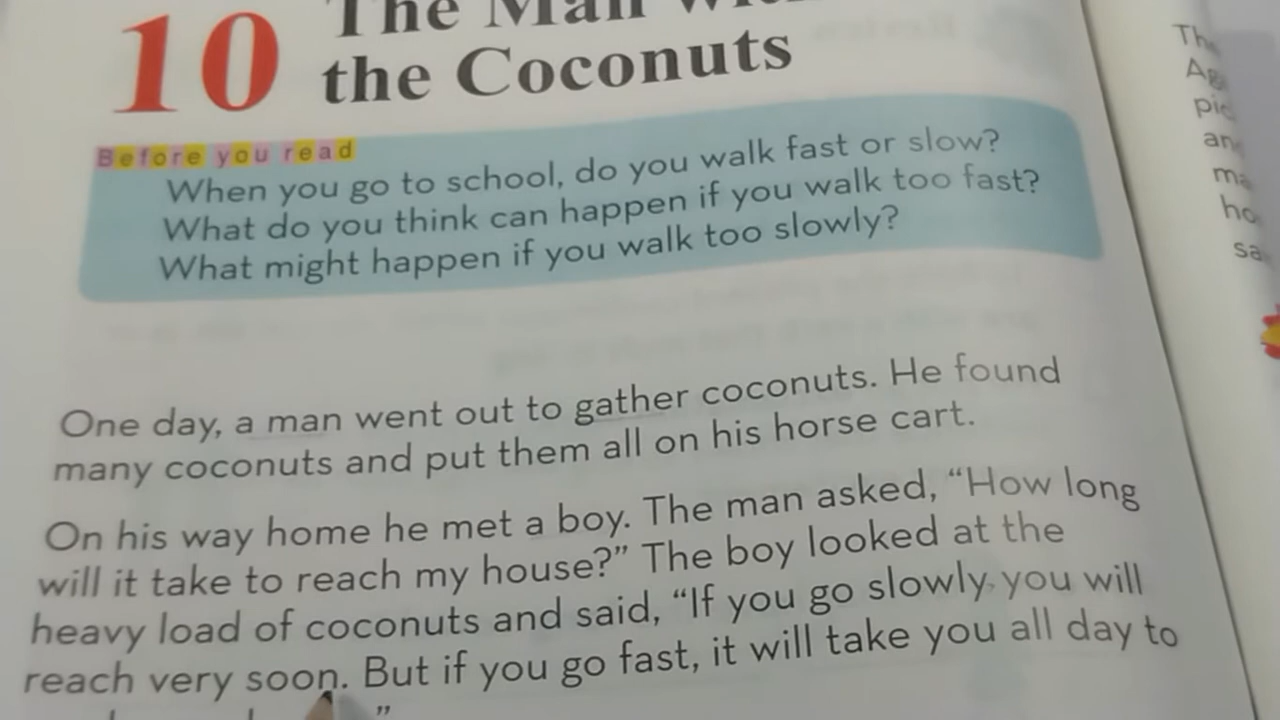 10
The Man
the Coconuts
Before you read
When you go to school, do you walk fast or slow?
What do you think can happen if you walk too fast?
What might happen if you walk too slowly?
One day, a man went out to gather coconuts. He found
many coconuts and put them all on his horse cart.
On his way home he met a boy. The man asked, “How long
will it take to reach my house?” The boy looked at the
heavy load of coconuts and said, “If you go slowly, you will
reach very soon. But if you go fast, it will take you all day to